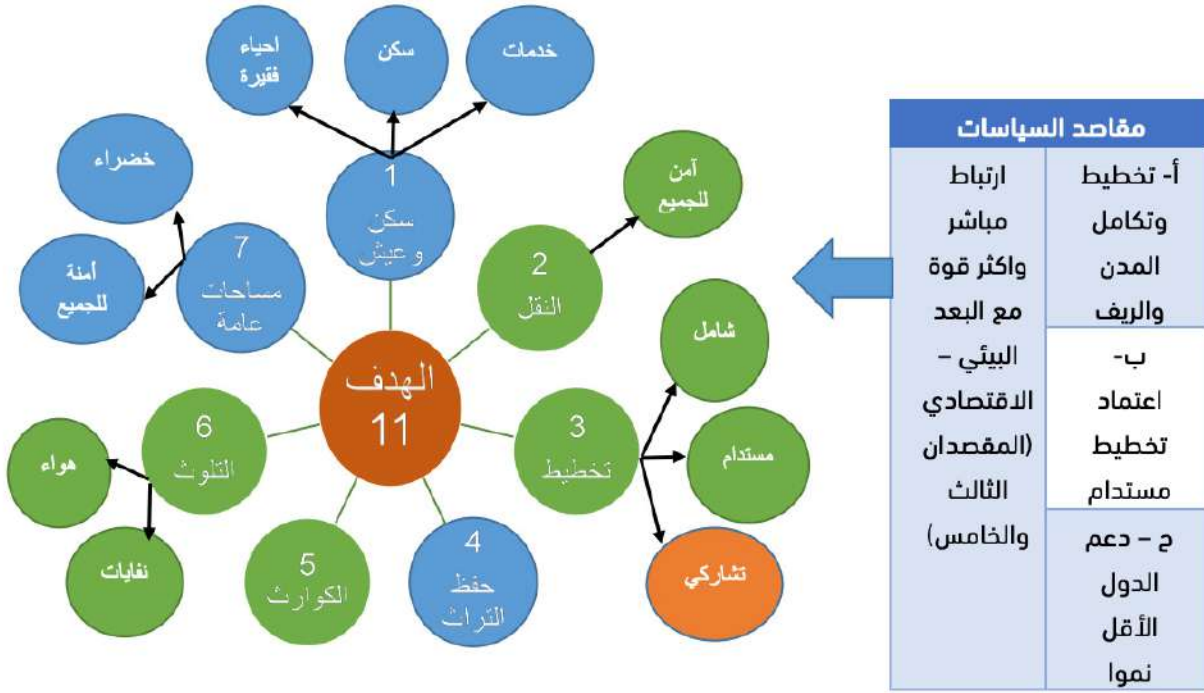 احياء
فقيرة
سكن
خدمات
خضراء
أمنة
للجميع
7
مساحات
عامة
1
سكن
وعيش
آمن
للجميع
2
النقل
الهدف
11
شامل
مستدام
تشاركي
3
تخطيط
6
التلوث
هواء
نفايات
5
الكوارث
4
حفظ
التراث
مقاصد السياسات
أ- تخطيط
وتكامل
المدن
والريف
ب-
اعتماد
تخطيط
مستدام
ج – دعم
الدول
الأقل
نموا
ارتباط
مباشر
واكثر قوة
مع البعد
البيئي –
الاقتصادي
(المقصدان
الثالث
والخامس)